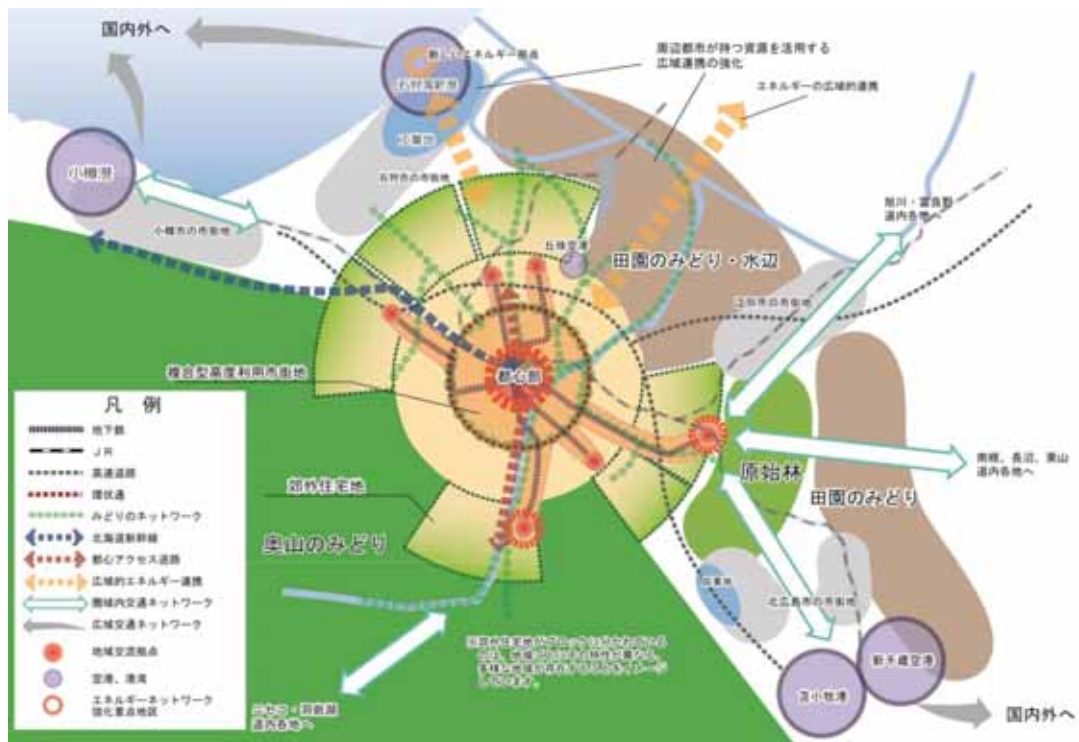 国内外へ
新しいエネルギー拠点
石狩湾新港
周辺都市が持つ資源を活用する
広域連携の強化
エネルギーの広域的連携
工業団
小樽港
石狩市の市街地
小樽市の市街地
丘珠空港
田園のみどり・水辺
旭川・富良野
道内各地へ
江別市の市街地
複合型高度利用市街地
都心部
凡 例
地下鉄
JR
高速道路
環状通
みどりのネットワーク
北海道新幹線
都心アクセス道路
広域的エネルギー連携
圏域内交通ネットワーク
広域交通ネットワーク
地域交流拠点
空港、港湾
エネルギーネットワーク
強化重点地区
郊外住宅地
奥山のみどり
原始林
田園のみどり
道内各地へ
北広島市の市街地
ニセコ・洞爺湖
道内各地へ
新千歳空港
苫小牧港
国内外へ